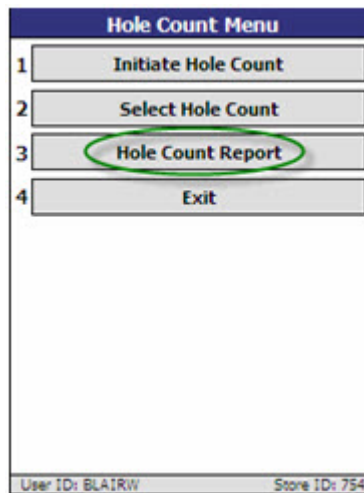 Hole Count Menu
1 Initiate Hole Count
2 Select Hole Count
3 Hole Count Report
4 Exit
User ID: BLAIRW Store ID: 754